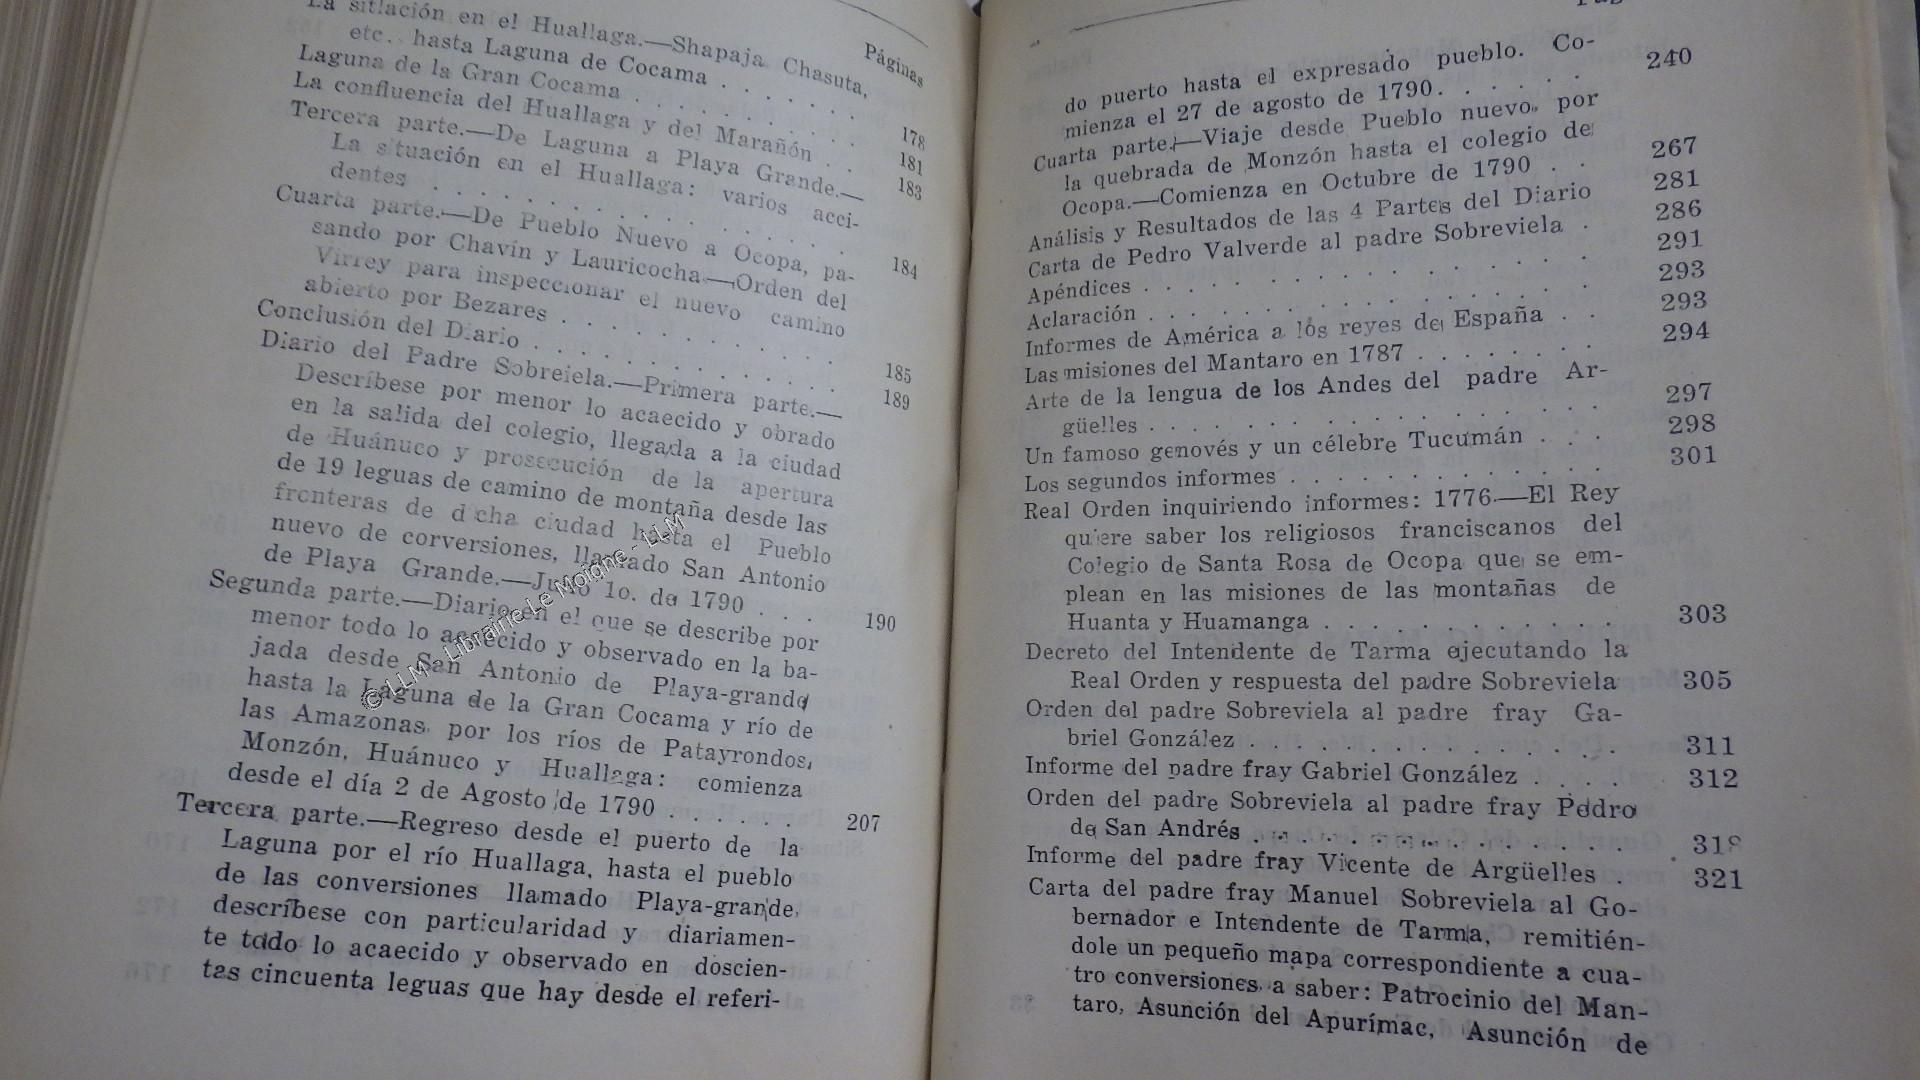 Páginas
La sitlación en el Huallaga.—Shapaja Chasuta,
etc. hasta Laguna de Cocama . . . . . . 178
Laguna de la Gran Cocama . . . . . . . . 181
La confluencia del Huallaga y del Marañón . . 183
Tercera parte.—De Laguna a Playa Grande.—
La situación en el Huallaga: varios acci-
dentes . . . . . . . . . . . . . 184
Cuarta parte.—De Pueblo Nuevo a Ocopa, pa-
sando por Chavín y Lauricocha.—Orden del
Virrey para inspeccionar el nuevo camino
abierto por Bezares . . . . . . . . . . 185
Conclusión del Diario . . . . . . . . . . . 189
Diario del Padre Sobreiela.—Primera parte.—
Descríbese por menor lo acaecido y obrado
en la salida del colegio, llegada a la ciudad
de Huánuco y prosecución de la apertura
de 19 leguas de camino de montaña desde las
fronteras de dicha ciudad hasta el Pueblo
nuevo de corversiones, llamado San Antonio
de Playa Grande.—Julio 1o. de 1790 . . . 190
Segunda parte.—Diario en el que se describe por
menor todo lo acaecido y observado en la ba-
jada desde San Antonio de Playa-grande
hasta la Laguna de la Gran Cocama y río de
las Amazonas, por los ríos de Patayrondos,
Monzón, Huánuco y Huallaga: comienza
desde el día 2 de Agosto de 1790 . . . . . . 207
Tercera parte.—Regreso desde el puerto de la
Laguna por el río Huallaga, hasta el pueblo
de las conversiones llamado Playa-grande,
descríbese con particularidad y diariamen-
te todo lo acaecido y observado en doscien-
tas cincuenta leguas que hay desde el referi-
© LLM - Librairie Le Moigne - LLM
do puerto hasta el expresado pueblo. Co-
mienza el 27 de agosto de 1790. . . . . . 240
Cuarta parte.—Viaje desde Pueblo nuevo, por
la quebrada de Monzón hasta el colegio de
Ocopa.—Comienza en Octubre de 1790 . . 267
Análisis y Resultados de las 4 Partes del Diario 281
Carta de Pedro Valverde al padre Sobreviela . 286
Apéndices . . . . . . . . . . . . . 291
Aclaración . . . . . . . . . . . . . 293
Informes de América a los reyes de España . . 293
Las misiones del Mantaro en 1787 . . . . . . . 294
Arte de la lengua de los Andes del padre Ar-
güelles . . . . . . . . . . . . . 297
Un famoso genovés y un célebre Tucumán . . . 298
Los segundos informes . . . . . . . . . . . 301
Real Orden inquiriendo informes: 1776.—El Rey
quiere saber los religiosos franciscanos del
Colegio de Santa Rosa de Ocopa que se em-
plean en las misiones de las montañas de
Huanta y Huamanga . . . . . . . . . . 303
Decreto del Intendente de Tarma ejecutando la
Real Orden y respuesta del padre Sobreviela 305
Orden del padre Sobreviela al padre fray Ga-
briel González . . . . . . . . . . . . . 311
Informe del padre fray Gabriel González . . . . 312
Orden del padre Sobreviela al padre fray Pedro
de San Andrés . . . . . . . . . . . . . 318
Informe del padre fray Vicente de Argüelles . 321
Carta del padre fray Manuel Sobreviela al Go-
bernador e Intendente de Tarma, remitién-
dole un pequeño mapa correspondiente a cua-
tro conversiones, a saber: Patrocinio del Man-
taro, Asunción del Apurímac, Asunción de